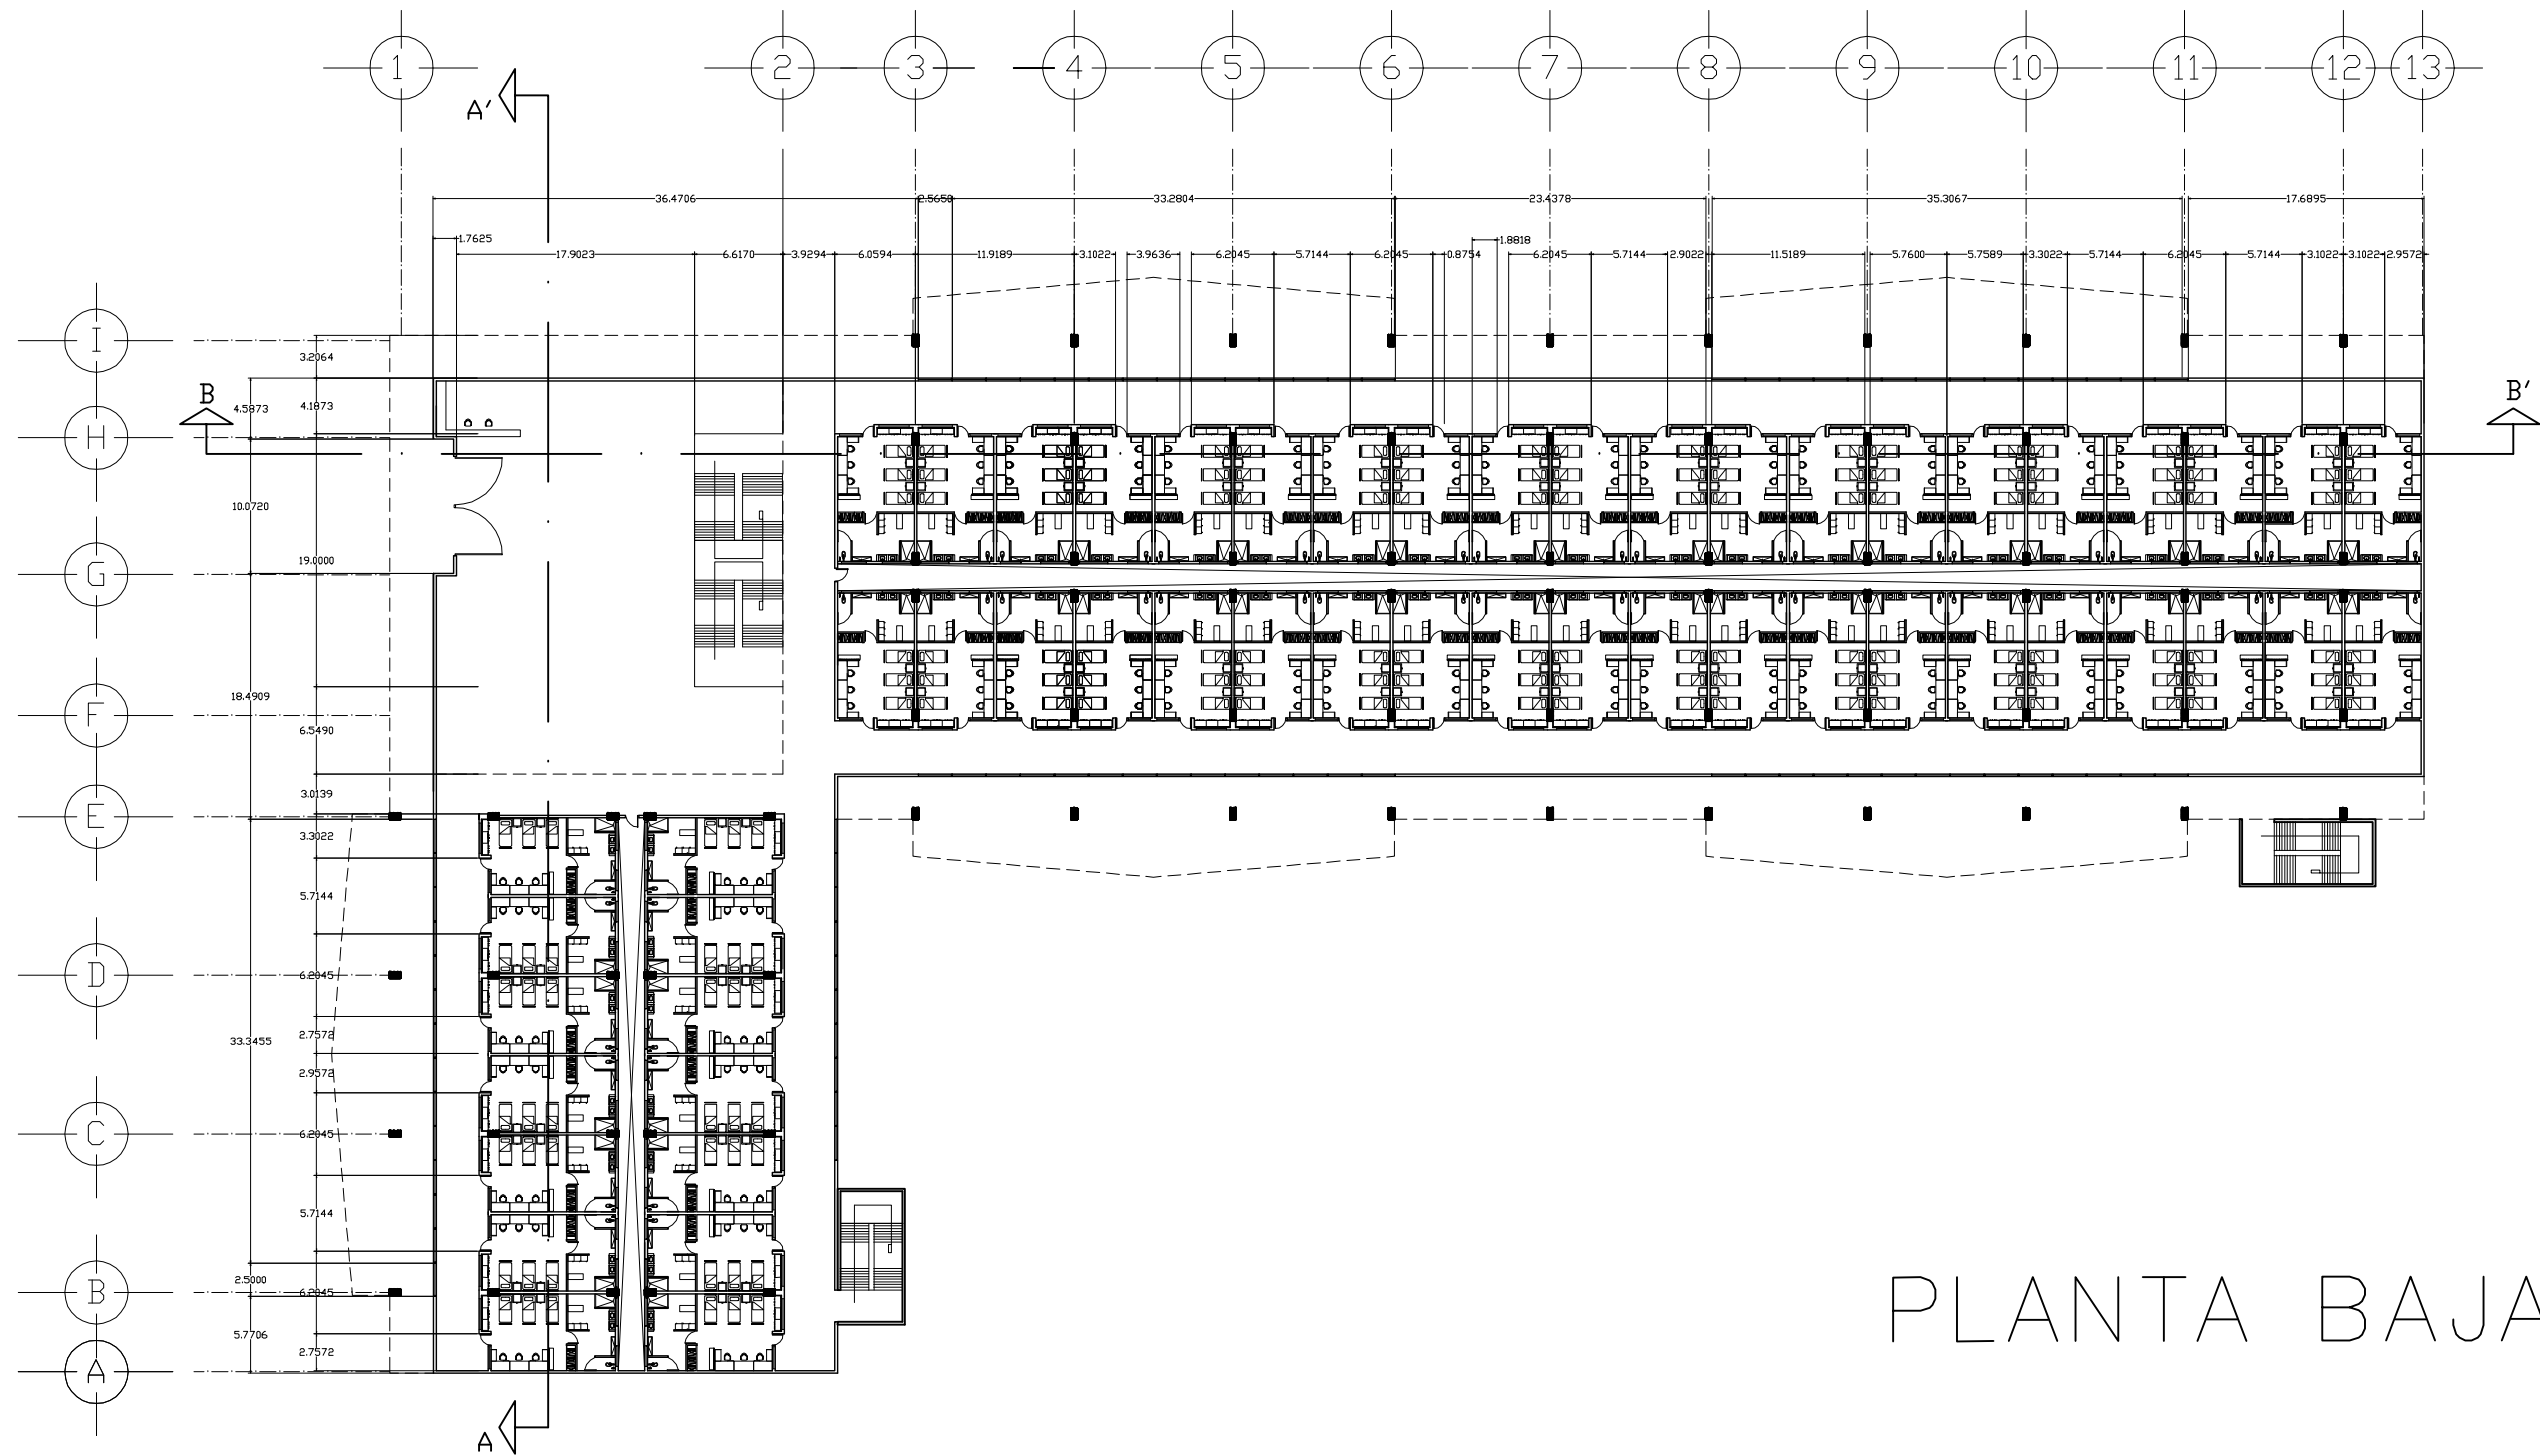 1 2 3 4 5 6 7 8 9 10 11 12 13
A'
36.4706 2.5650 33.2804 23.4378 35.3067 17.6895
1.7625 1.8818
17.9023 6.6170 3.9294 6.0594 11.9189 3.1022 3.9636 6.2045 5.7144 6.2045 0.8754 6.2045 5.7144 2.9022 11.5189 5.7600 5.7589 3.3022 5.7144 6.2045 5.7144 3.1022 3.1022 2.9572
I
3.2064
B B'
4.5873 4.1873
H
10.0720
19.0000
G
18.4909
F
6.5490
3.0139
E
3.3022
5.7144
D
6.2045
2.7572
33.3455
2.9572
C
6.2045
5.7144
2.5000
B
6.2045
PLANTA BAJA
5.7706
2.7572
A
A